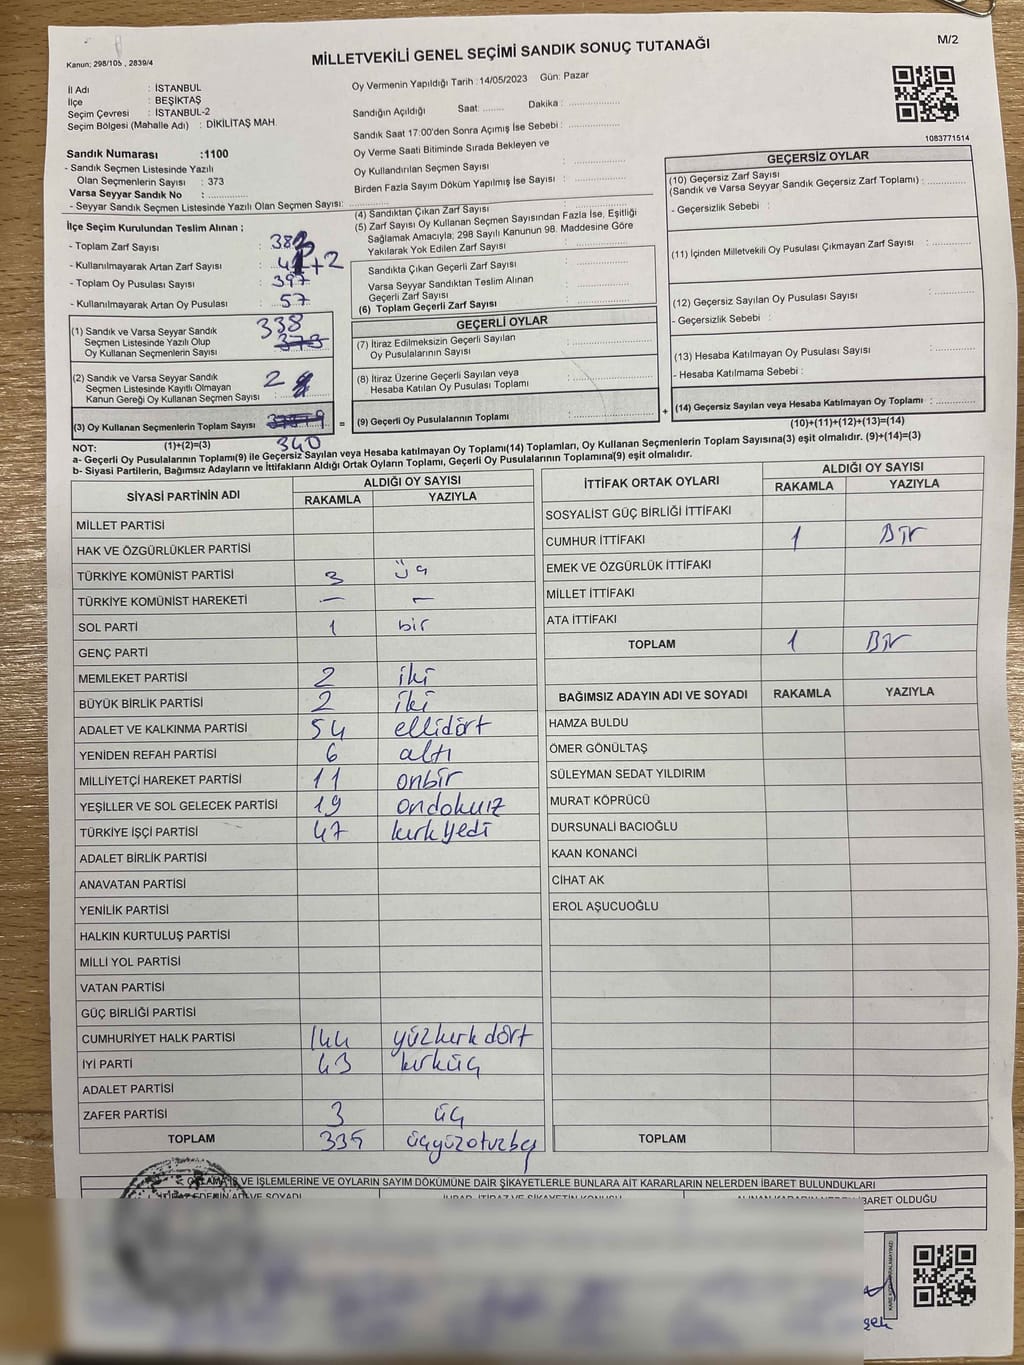 Kanun; 298/105 , 2839/4
MİLLETVEKİLİ GENEL SEÇİMİ SANDIK SONUÇ TUTANAĞI
M/2
İl Adı : İSTANBUL
İlçe : BEŞİKTAŞ
Seçim Çevresi : İSTANBUL-2
Seçim Bölgesi (Mahalle Adı) : DİKİLİTAŞ MAH.
Oy Vermenin Yapıldığı Tarih : 14/05/2023 Gün: Pazar
Sandığın Açıldığı Saat: ........ Dakika : ....................
Sandık Saat 17:00'den Sonra Açımış İse Sebebi : ....................
Oy Verme Saati Bitiminde Sırada Bekleyen ve
Oy Kullandırılan Seçmen Sayısı : ....................
Birden Fazla Sayım Döküm Yapılmış İse Sayısı : ....................
1083771514
Sandık Numarası :1100
- Sandık Seçmen Listesinde Yazılı
Olan Seçmenlerin Sayısı : 373
Varsa Seyyar Sandık No : ....................
- Seyyar Sandık Seçmen Listesinde Yazılı Olan Seçmen Sayısı: ....................
İlçe Seçim Kurulundan Teslim Alınan ;
- Toplam Zarf Sayısı :
- Kullanılmayarak Artan Zarf Sayısı : +2
- Toplam Oy Pusulası Sayısı : 397
- Kullanılmayarak Artan Oy Pusulası : 57
(1) Sandık ve Varsa Seyyar Sandık
Seçmen Listesinde Yazılı Olup
Oy Kullanan Seçmenlerin Sayısı
338
373
(2) Sandık ve Varsa Seyyar Sandık
Seçmen Listesinde Kayıtlı Olmayan
Kanun Gereği Oy Kullanan Seçmen Sayısı
2
(3) Oy Kullanan Seçmenlerin Toplam Sayısı
340
(1)+(2)=(3)
(4) Sandıktan Çıkan Zarf Sayısı
(5) Zarf Sayısı Oy Kullanan Seçmen Sayısından Fazla İse, Eşitliği
Sağlamak Amacıyla; 298 Sayılı Kanunun 98. Maddesine Göre
Yakılarak Yok Edilen Zarf Sayısı
Sandıkta Çıkan Geçerli Zarf Sayısı
Varsa Seyyar Sandıktan Teslim Alınan
Geçerli Zarf Sayısı
(6) Toplam Geçerli Zarf Sayısı
GEÇERLİ OYLAR
(7) İtiraz Edilmeksizin Geçerli Sayılan
Oy Pusulalarının Sayısı
(8) İtiraz Üzerine Geçerli Sayılan veya
Hesaba Katılan Oy Pusulası Toplamı
= (9) Geçerli Oy Pusulalarının Toplamı
GEÇERSİZ OYLAR
(10) Geçersiz Zarf Sayısı
(Sandık ve Varsa Seyyar Sandık Geçersiz Zarf Toplamı) : ....................
- Geçersizlik Sebebi :
(11) İçinden Milletvekili Oy Pusulası Çıkmayan Zarf Sayısı
(12) Geçersiz Sayılan Oy Pusulası Sayısı
- Geçersizlik Sebebi :
(13) Hesaba Katılmayan Oy Pusulası Sayısı
- Hesaba Katılmama Sebebi :
+ (14) Geçersiz Sayılan veya Hesaba Katılmayan Oy Toplamı :
(10)+(11)+(12)+(13)=(14)
NOT:
a- Geçerli Oy Pusulasının Toplamı(9) ile Geçersiz Sayılan veya Hesaba katılmayan Oy Toplamı(14) Toplamları, Oy Kullanan Seçmenlerin Toplam Sayısına(3) eşit olmalıdır. (9)+(14)=(3)
b- Siyasi Partilerin, Bağımsız Adayların ve İttifakların Aldığı Ortak Oyların Toplamı, Geçerli Oy Pusulalarının Toplamına(9) eşit olmalıdır.
SİYASİ PARTİNİN ADI ALDIĞI OY SAYISI
RAKAMLA YAZIYLA
MİLLET PARTİSİ
HAK VE ÖZGÜRLÜKLER PARTİSİ
TÜRKİYE KOMÜNİST PARTİSİ 3 üç
TÜRKİYE KOMÜNİST HAREKETİ — —
SOL PARTİ 1 bir
GENÇ PARTİ
MEMLEKET PARTİSİ 2 iki
BÜYÜK BİRLİK PARTİSİ 2 iki
ADALET VE KALKINMA PARTİSİ 54 ellidört
YENİDEN REFAH PARTİSİ 6 altı
MİLLİYETÇİ HAREKET PARTİSİ 11 onbir
YEŞİLLER VE SOL GELECEK PARTİSİ 19 ondokuız
TÜRKİYE İŞÇİ PARTİSİ 47 kırkyedi
ADALET BİRLİK PARTİSİ
ANAVATAN PARTİSİ
YENİLİK PARTİSİ
HALKIN KURTULUŞ PARTİSİ
MİLLİ YOL PARTİSİ
VATAN PARTİSİ
GÜÇ BİRLİĞİ PARTİSİ
CUMHURİYET HALK PARTİSİ 144 yüzkırkdört
İYİ PARTİ 43 kırküç
ADALET PARTİSİ
ZAFER PARTİSİ 3 üç
TOPLAM 335 üçyüzotuzbeş
İTTİFAK ORTAK OYLARI ALDIĞI OY SAYISI
RAKAMLA YAZIYLA
SOSYALİST GÜÇ BİRLİĞİ İTTİFAKI
CUMHUR İTTİFAKI 1 Bir
EMEK VE ÖZGÜRLÜK İTTİFAKI
MİLLET İTTİFAKI
ATA İTTİFAKI
TOPLAM 1 Bir
BAĞIMSIZ ADAYIN ADI VE SOYADI RAKAMLA YAZIYLA
HAMZA BULDU
ÖMER GÖNÜLTAŞ
SÜLEYMAN SEDAT YILDIRIM
MURAT KÖPRÜCÜ
DURSUNALİ BACIOĞLU
KAAN KONANCİ
CİHAT AK
EROL AŞUCUOĞLU
TOPLAM
VE İŞLEMLERİNE VE OYLARIN SAYIM DÖKÜMÜNE DAİR ŞİKAYETLERLE BUNLARA AİT KARARLARIN NELERDEN İBARET BULUNDUKLARI
İBARET OLDUĞU